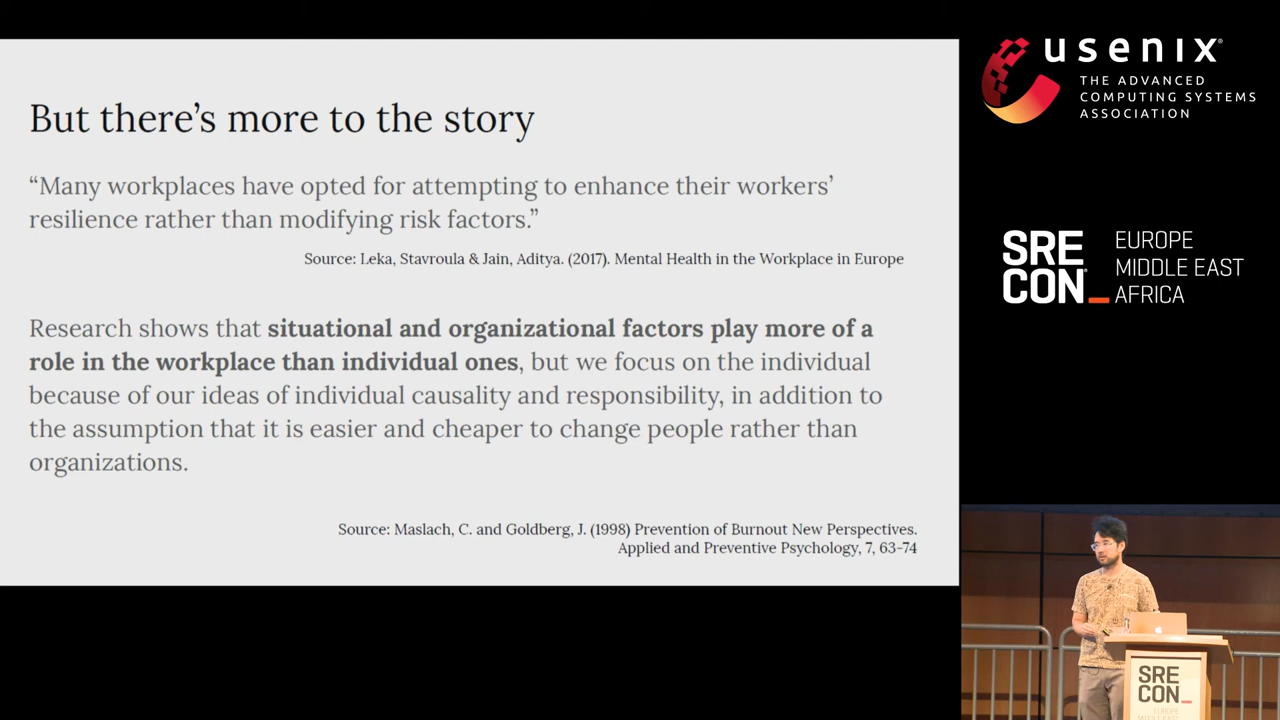 But there's more to the story
“Many workplaces have opted for attempting to enhance their workers’
resilience rather than modifying risk factors.”
Source: Leka, Stavroula & Jain, Aditya. (2017). Mental Health in the Workplace in Europe
Research shows that situational and organizational factors play more of a
role in the workplace than individual ones, but we focus on the individual
because of our ideas of individual causality and responsibility, in addition to
the assumption that it is easier and cheaper to change people rather than
organizations.
Source: Maslach, C. and Goldberg, J. (1998) Prevention of Burnout New Perspectives.
Applied and Preventive Psychology, 7, 63-74
usenix®
THE ADVANCED
COMPUTING SYSTEMS
ASSOCIATION
SRE
CON®_
EUROPE
MIDDLE EAST
AFRICA
SRE
CON_
EUROPE
MIDDLE EAST